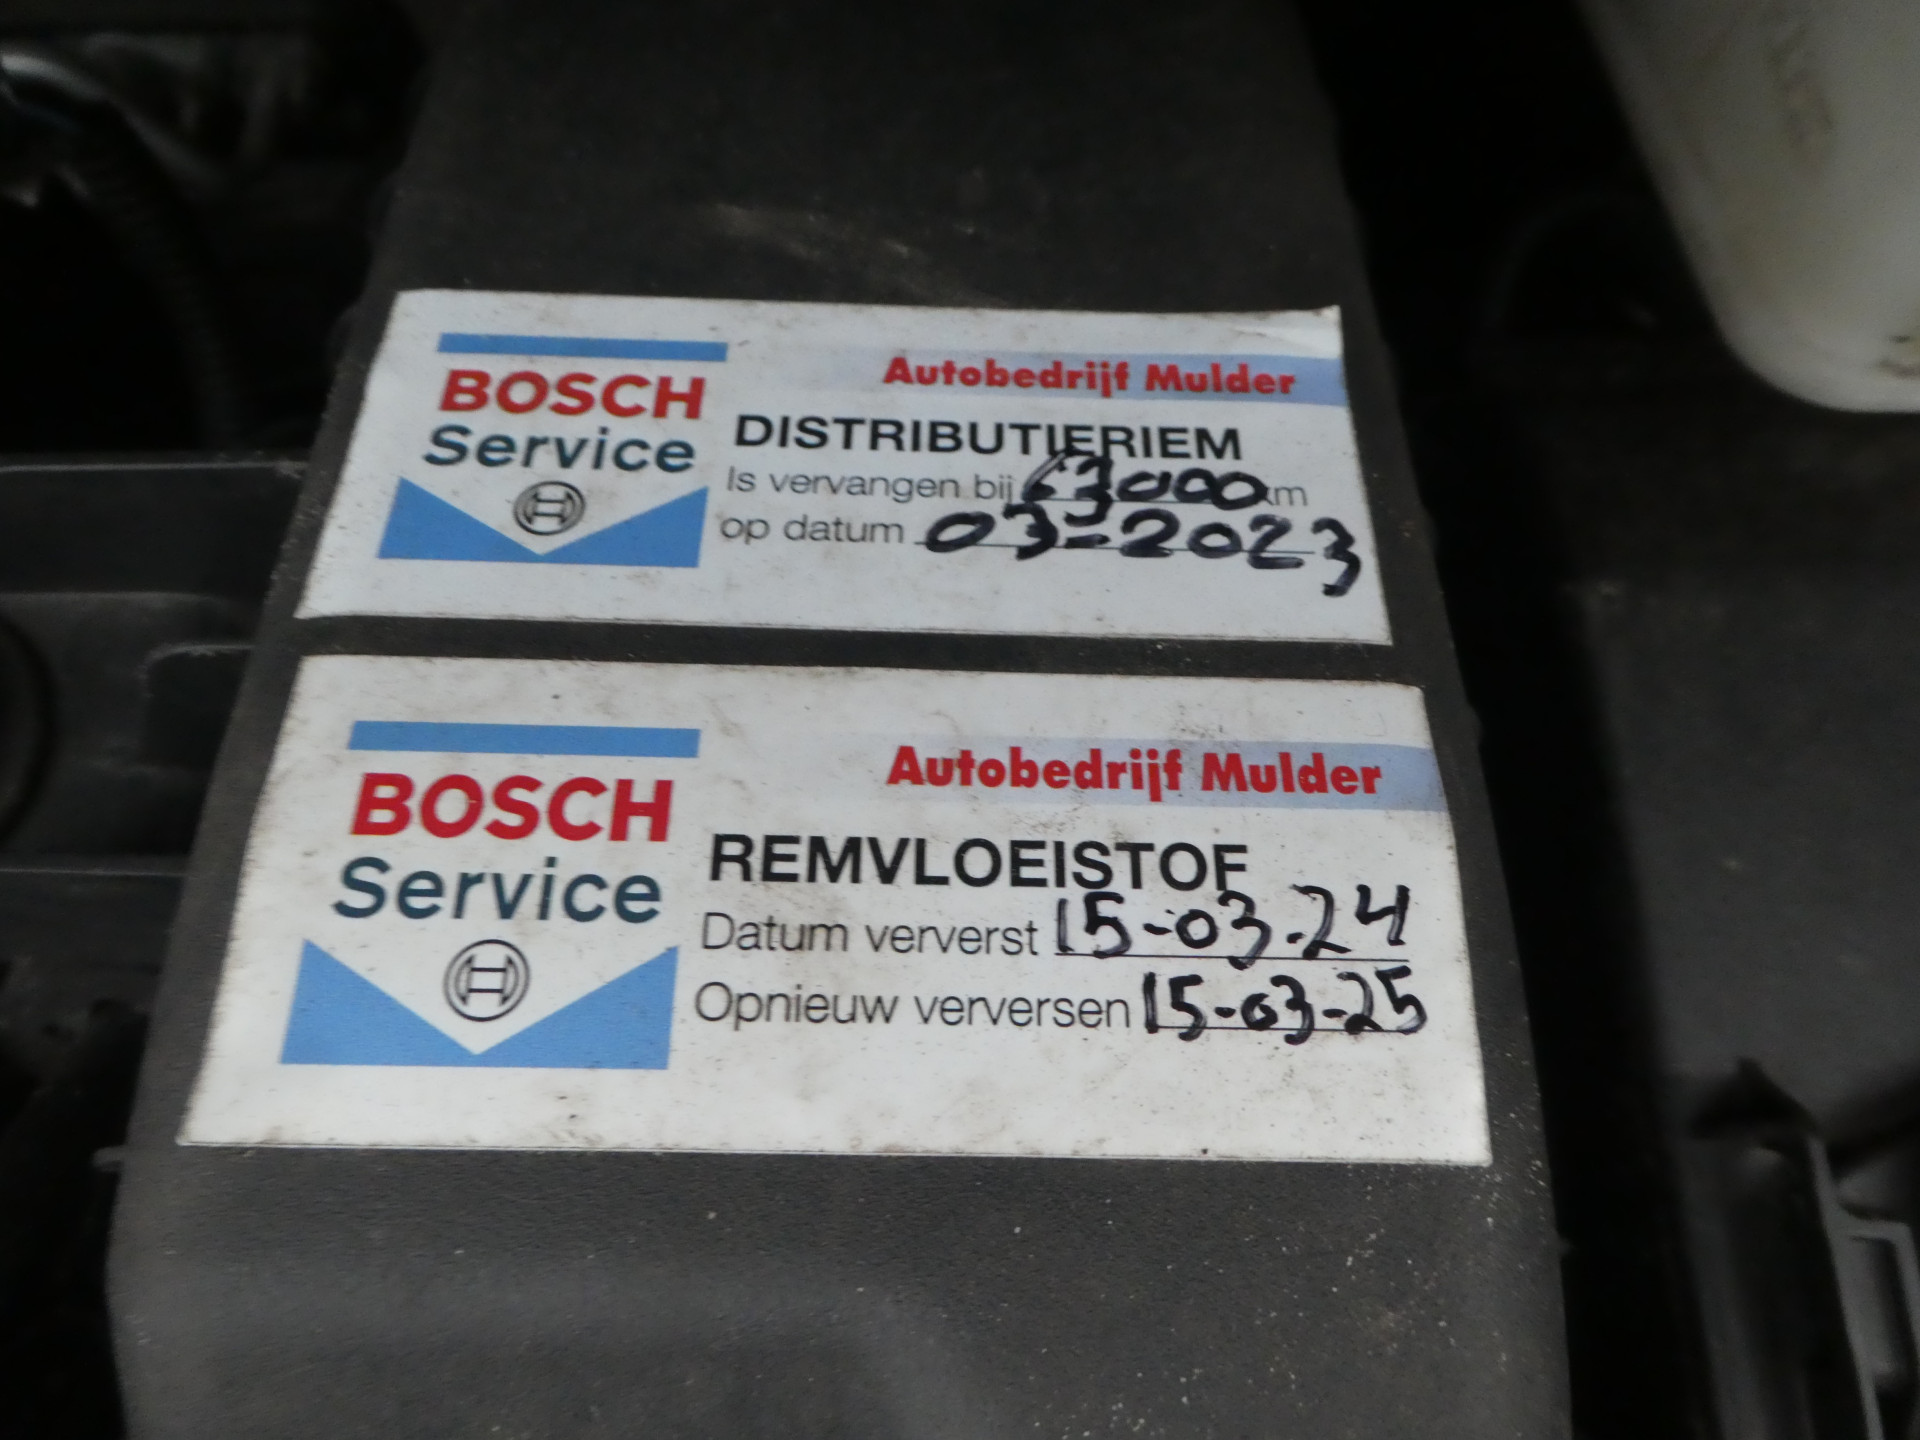 Autobedrijf Mulder
BOSCH
Service
DISTRIBUTIERIEM
Is vervangen bij 63000 km
op datum 03-2023
Autobedrijf Mulder
BOSCH
Service
REMVLOEISTOF
Datum ververst 15-03-24
Opnieuw verversen 15-03-25